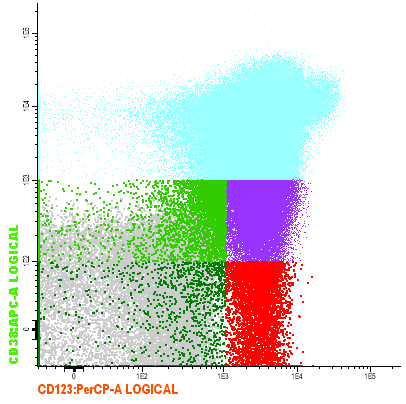 1E5
1E4
1E3
1E2
0
CD38:APC-A LOGICAL
0
1E2
1E3
1E4
1E5
CD123:PerCP-A LOGICAL